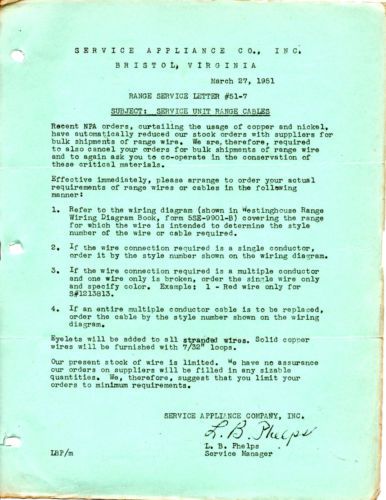 SERVICE APPLIANCE CO., INC.
BRISTOL, VIRGINIA
March 27, 1951
RANGE SERVICE LETTER #51-7
SUBJECT: SERVICE UNIT RANGE CABLES
Recent NPA orders, curtailing the usage of copper and nickel,
have automatically reduced our stock orders with suppliers for
bulk shipments of range wire. We are, therefore, required
to also cancel your orders for bulk shipments of range wire
and to again ask you to co-operate in the conservation of
these critical materials.
Effective immediately, please arrange to order your actual
requirements of range wires or cables in the following
manner:
1. Refer to the wiring diagram (shown in Westinghouse Range
Wiring Diagram Book, form 5SE-9901-B) covering the range
for which the wire is intended to determine the style
number of the wire or cable required.
2. If the wire connection required is a single conductor,
order it by the style number shown on the wiring diagram.
3. If the wire connection required is a multiple conductor
and one wire only is broken, order the single wire only
and specify color. Example: 1 - Red wire only for
S#1213813.
4. If an entire multiple conductor cable is to be replaced,
order the cable by the style number shown on the wiring
diagram.
Eyelets will be added to all stranded wires. Solid copper
wires will be furnished with 7/32" loops.
Our present stock of wire is limited. We have no assurance
our orders on suppliers will be filled in any sizable
quantities. We, therefore, suggest that you limit your
orders to minimum requirements.
SERVICE APPLIANCE COMPANY, INC.
L. B. Phelps
L. B. Phelps
LBP/m Service Manager